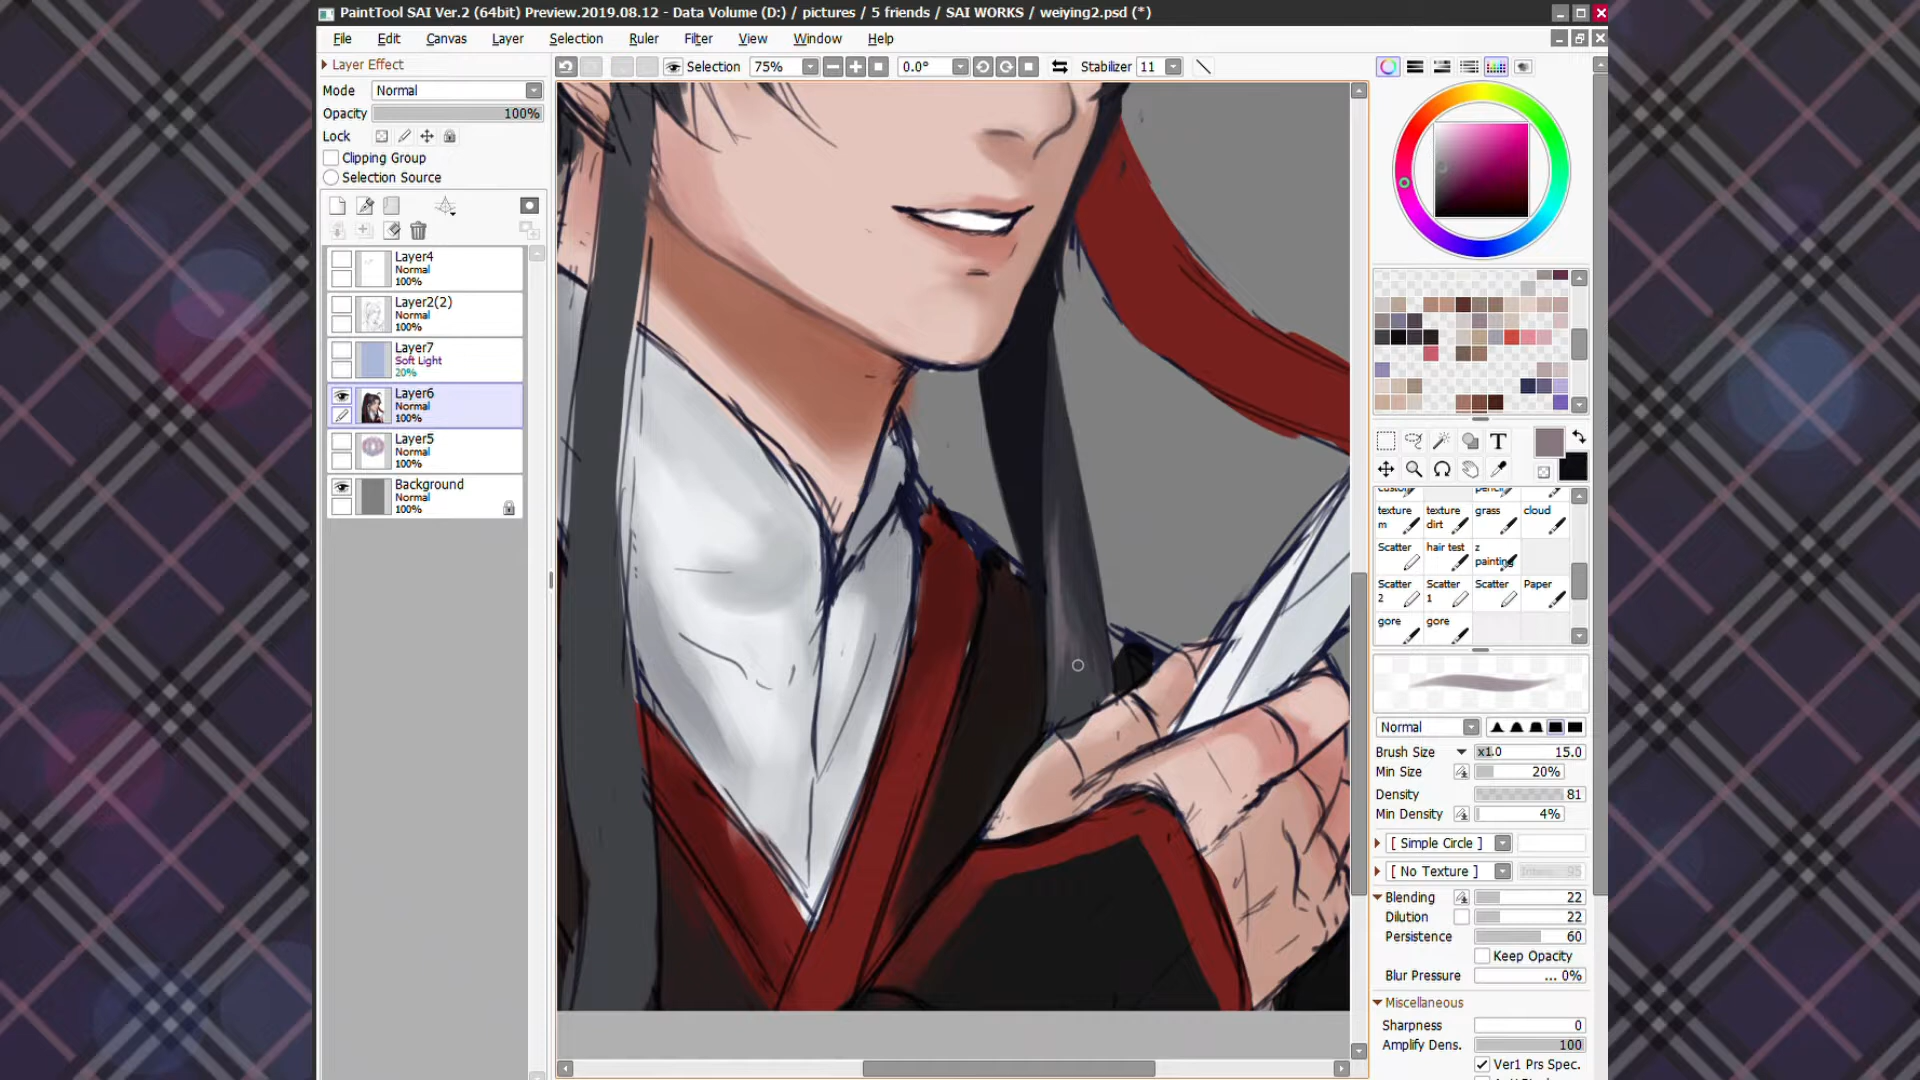 PaintTool SAI Ver.2 (64bit) Preview.2019.08.12 - Data Volume (D:) / pictures / 5 friends / SAI WORKS / weiying2.psd (*)
File Edit Canvas Layer Selection Ruler Filter View Window Help
Layer Effect
Selection 75% 0.0° Stabilizer 11
Mode Normal
Opacity 100%
Lock
Clipping Group
Selection Source
Layer4
Normal
100%
Layer2(2)
Normal
100%
Layer7
Soft Light
20%
Layer6
Normal
100%
Layer5
Normal
100%
Background
Normal
100%
T
texture m texture dirt grass cloud
Scatter hair test z painting
Scatter 2 Scatter 1 Scatter Paper
gore gore
Normal
Brush Size x1.0 15.0
Min Size 20%
Density 81
Min Density 4%
[ Simple Circle ]
[ No Texture ] 95
Blending 22
Dilution 22
Persistence 60
Keep Opacity
Blur Pressure ... 0%
Miscellaneous
Sharpness 0
Amplify Dens. 100
Ver1 Prs Spec.